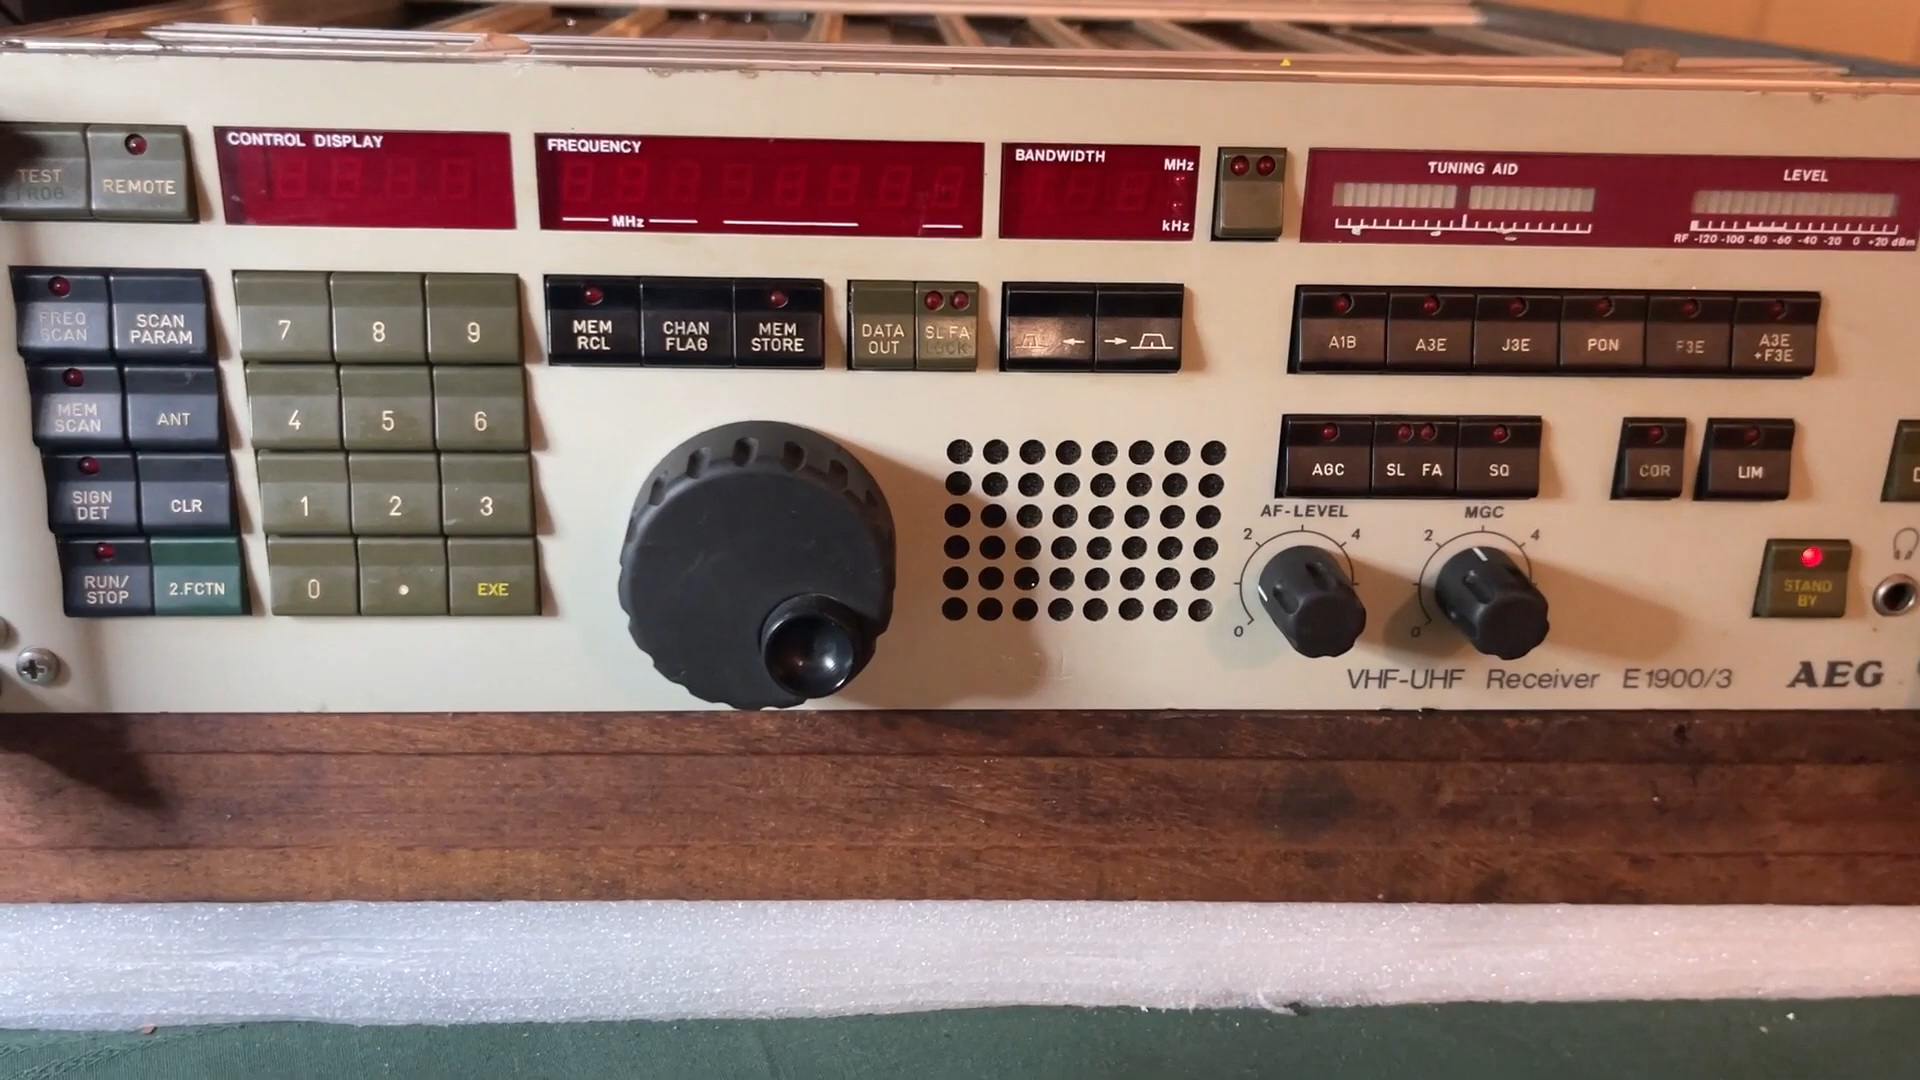 CONTROL DISPLAY
FREQUENCY
BANDWIDTH
MHz
TUNING AID
LEVEL
TEST
PROG
REMOTE
MHz
kHz
RF -120 -100 -80 -60 -40 -20 0 +20 dBm
FREQ
SCAN
SCAN
PARAM
7
8
9
MEM
RCL
CHAN
FLAG
MEM
STORE
DATA
OUT
SL FA
LOCK
A1B
A3E
J3E
PON
F3E
A3E
+F3E
MEM
SCAN
ANT
4
5
6
AGC
SL FA
SQ
COR
LIM
SIGN
DET
CLR
1
2
3
AF-LEVEL
MGC
2
4
2
4
0
0
RUN/
STOP
2.FCTN
0
.
EXE
STAND
BY
VHF-UHF Receiver E1900/3
AEG